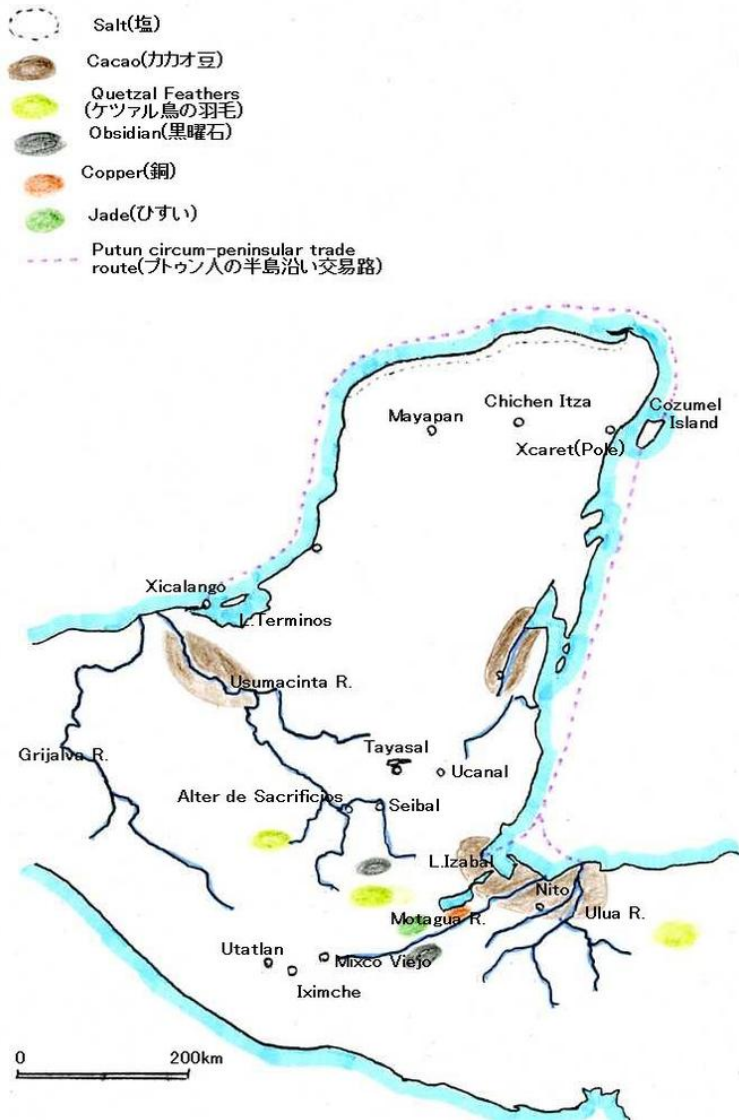 Salt(塩)
Cacao(カカオ豆)
Quetzal Feathers
(ケツァル鳥の羽毛)
Obsidian(黒曜石)
Copper(銅)
Jade(ひすい)
Putun circum-peninsular trade
route(プトゥン人の半島沿い交易路)
Mayapan
Chichen Itza
Cozumel
Island
Xcaret(Pole)
Xicalango
L.Terminos
Usumacinta R.
Grijalva R.
Tayasal
Ucanal
Alter de Sacrificios
Seibal
L.Izabal
Nito
Motagua R.
Ulua R.
Utatlan
Mixco Viejo
Iximche
0
200km